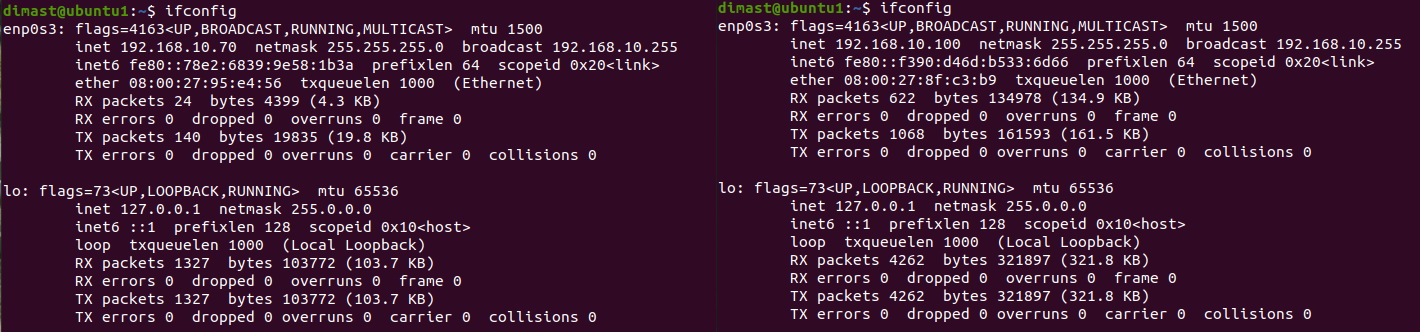 dimast@ubuntu1:~$ ifconfig
enp0s3: flags=4163<UP,BROADCAST,RUNNING,MULTICAST>  mtu 1500
        inet 192.168.10.70  netmask 255.255.255.0  broadcast 192.168.10.255
        inet6 fe80::78e2:6839:9e58:1b3a  prefixlen 64  scopeid 0x20<link>
        ether 08:00:27:95:e4:56  txqueuelen 1000  (Ethernet)
        RX packets 24  bytes 4399 (4.3 KB)
        RX errors 0  dropped 0  overruns 0  frame 0
        TX packets 140  bytes 19835 (19.8 KB)
        TX errors 0  dropped 0 overruns 0  carrier 0  collisions 0

lo: flags=73<UP,LOOPBACK,RUNNING>  mtu 65536
        inet 127.0.0.1  netmask 255.0.0.0
        inet6 ::1  prefixlen 128  scopeid 0x10<host>
        loop  txqueuelen 1000  (Local Loopback)
        RX packets 1327  bytes 103772 (103.7 KB)
        RX errors 0  dropped 0  overruns 0  frame 0
        TX packets 1327  bytes 103772 (103.7 KB)
        TX errors 0  dropped 0 overruns 0  carrier 0  collisions 0

dimast@ubuntu1:~$ ifconfig
enp0s3: flags=4163<UP,BROADCAST,RUNNING,MULTICAST>  mtu 1500
        inet 192.168.10.100  netmask 255.255.255.0  broadcast 192.168.10.255
        inet6 fe80::f390:d46d:b533:6d66  prefixlen 64  scopeid 0x20<link>
        ether 08:00:27:8f:c3:b9  txqueuelen 1000  (Ethernet)
        RX packets 622  bytes 134978 (134.9 KB)
        RX errors 0  dropped 0  overruns 0  frame 0
        TX packets 1068  bytes 161593 (161.5 KB)
        TX errors 0  dropped 0 overruns 0  carrier 0  collisions 0

lo: flags=73<UP,LOOPBACK,RUNNING>  mtu 65536
        inet 127.0.0.1  netmask 255.0.0.0
        inet6 ::1  prefixlen 128  scopeid 0x10<host>
        loop  txqueuelen 1000  (Local Loopback)
        RX packets 4262  bytes 321897 (321.8 KB)
        RX errors 0  dropped 0  overruns 0  frame 0
        TX packets 4262  bytes 321897 (321.8 KB)
        TX errors 0  dropped 0 overruns 0  carrier 0  collisions 0